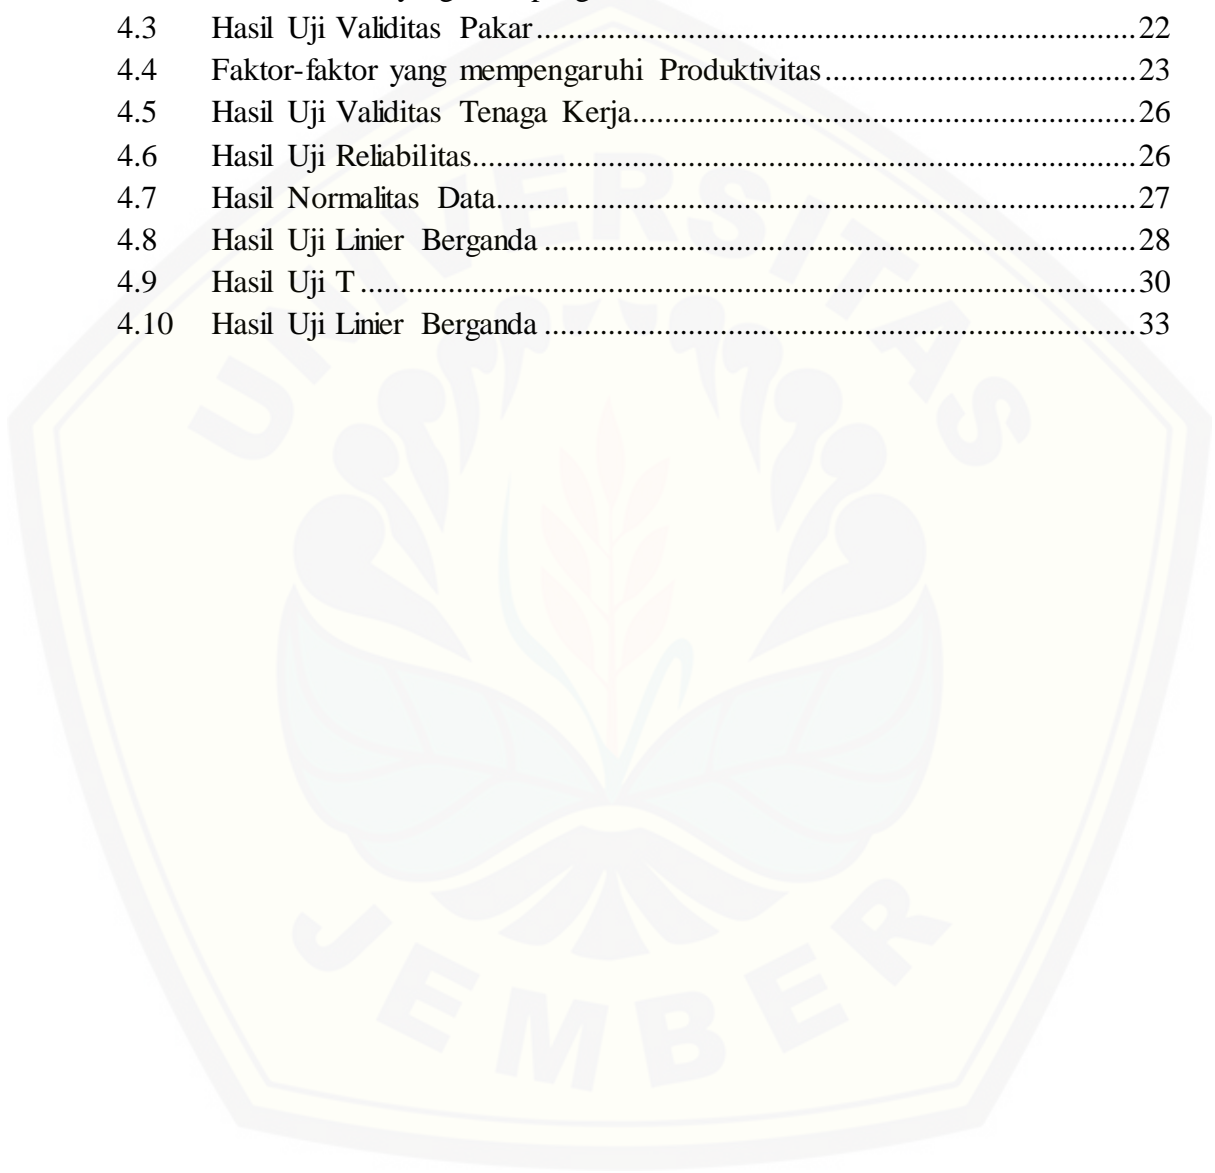 4.3 Hasil Uji Validitas Pakar....................22
4.4 Faktor-faktor yang mempengaruhi Produktivitas....................23
4.5 Hasil Uji Validitas Tenaga Kerja....................26
4.6 Hasil Uji Reliabilitas....................26
4.7 Hasil Normalitas Data....................27
4.8 Hasil Uji Linier Berganda....................28
4.9 Hasil Uji T....................30
4.10 Hasil Uji Linier Berganda....................33
UNIVERSITAS
JEMBER